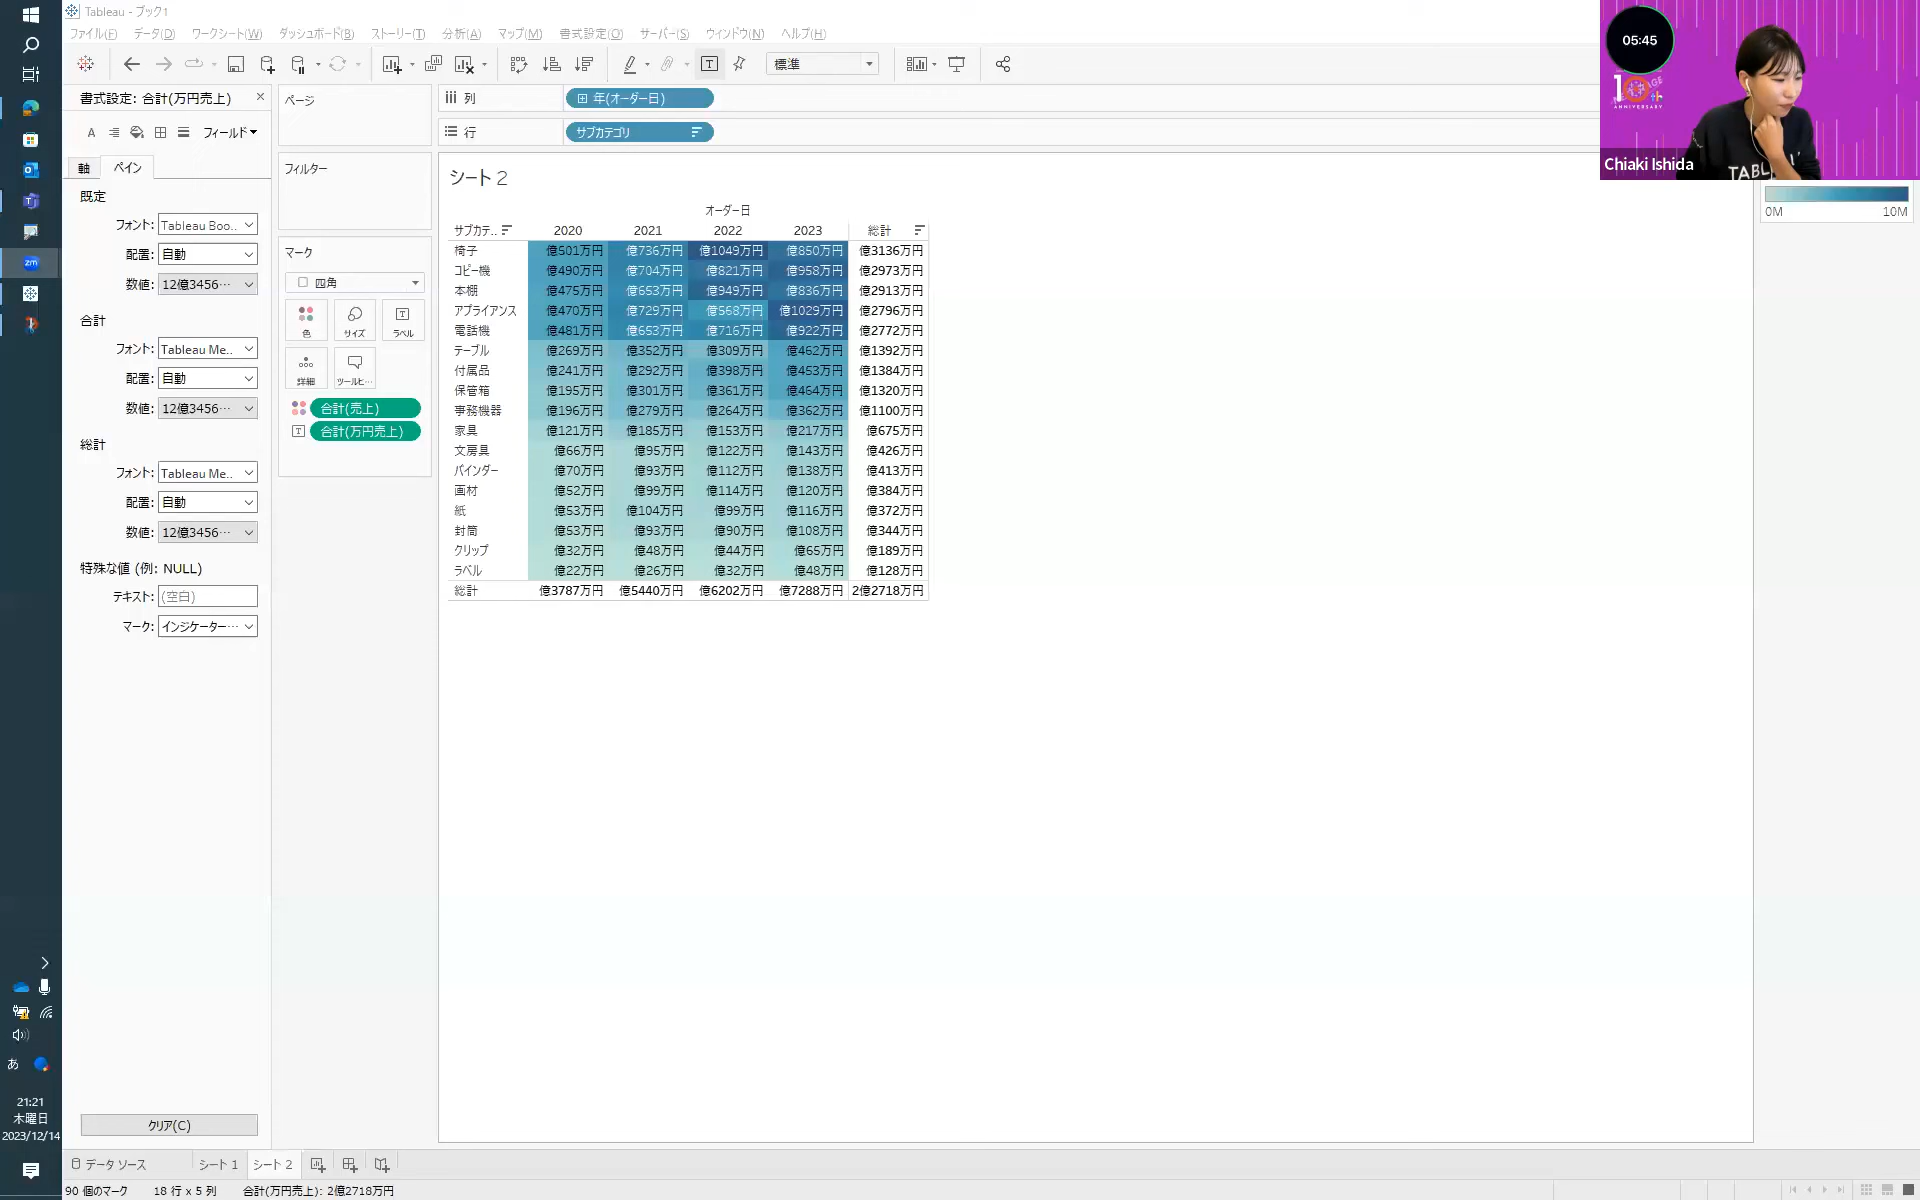 Tableau - ブック1
ファイル(F) データ(D) ワークシート(W) ダッシュボード(B) ストーリー(T) 分析(A) マップ(M) 書式設定(O) サーバー(S) ウィンドウ(N) ヘルプ(H)
標準
05:45
ANNIVERSARY
Chiaki Ishida
書式設定: 合計(万円売上)
フィールド
軸 ペイン
既定
フォント: Tableau Boo..
配置: 自動
数値: 12億3456…
合計
フォント: Tableau Me..
配置: 自動
数値: 12億3456…
総計
フォント: Tableau Me..
配置: 自動
数値: 12億3456…
特殊な値 (例: NULL)
テキスト: (空白)
マーク: インジケーター…
クリア(C)
ページ
フィルター
マーク
四角
色 サイズ ラベル
詳細 ツールヒ…
合計(売上)
合計(万円売上)
列 年(オーダー日)
行 サブカテゴリ
シート 2
オーダー日
サブカテ.. 2020 2021 2022 2023 総計
椅子 億501万円 億736万円 億1049万円 億850万円 億3136万円
コピー機 億490万円 億704万円 億821万円 億958万円 億2973万円
本棚 億475万円 億653万円 億949万円 億836万円 億2913万円
アプライアンス 億470万円 億729万円 億568万円 億1029万円 億2796万円
電話機 億481万円 億653万円 億716万円 億922万円 億2772万円
テーブル 億269万円 億352万円 億309万円 億462万円 億1392万円
付属品 億241万円 億292万円 億398万円 億453万円 億1384万円
保管箱 億195万円 億301万円 億361万円 億464万円 億1320万円
事務機器 億196万円 億279万円 億264万円 億362万円 億1100万円
家具 億121万円 億185万円 億153万円 億217万円 億675万円
文房具 億66万円 億95万円 億122万円 億143万円 億426万円
バインダー 億70万円 億93万円 億112万円 億138万円 億413万円
画材 億52万円 億99万円 億114万円 億120万円 億384万円
紙 億53万円 億104万円 億99万円 億116万円 億372万円
封筒 億53万円 億93万円 億90万円 億108万円 億344万円
クリップ 億32万円 億48万円 億44万円 億65万円 億189万円
ラベル 億22万円 億26万円 億32万円 億48万円 億128万円
総計 億3787万円 億5440万円 億6202万円 億7288万円 2億2718万円
0M 10M
あ
21:21
木曜日
2023/12/14
データ ソース シート 1 シート 2
90 個のマーク 18 行 x 5 列 合計(万円売上): 2億2718万円